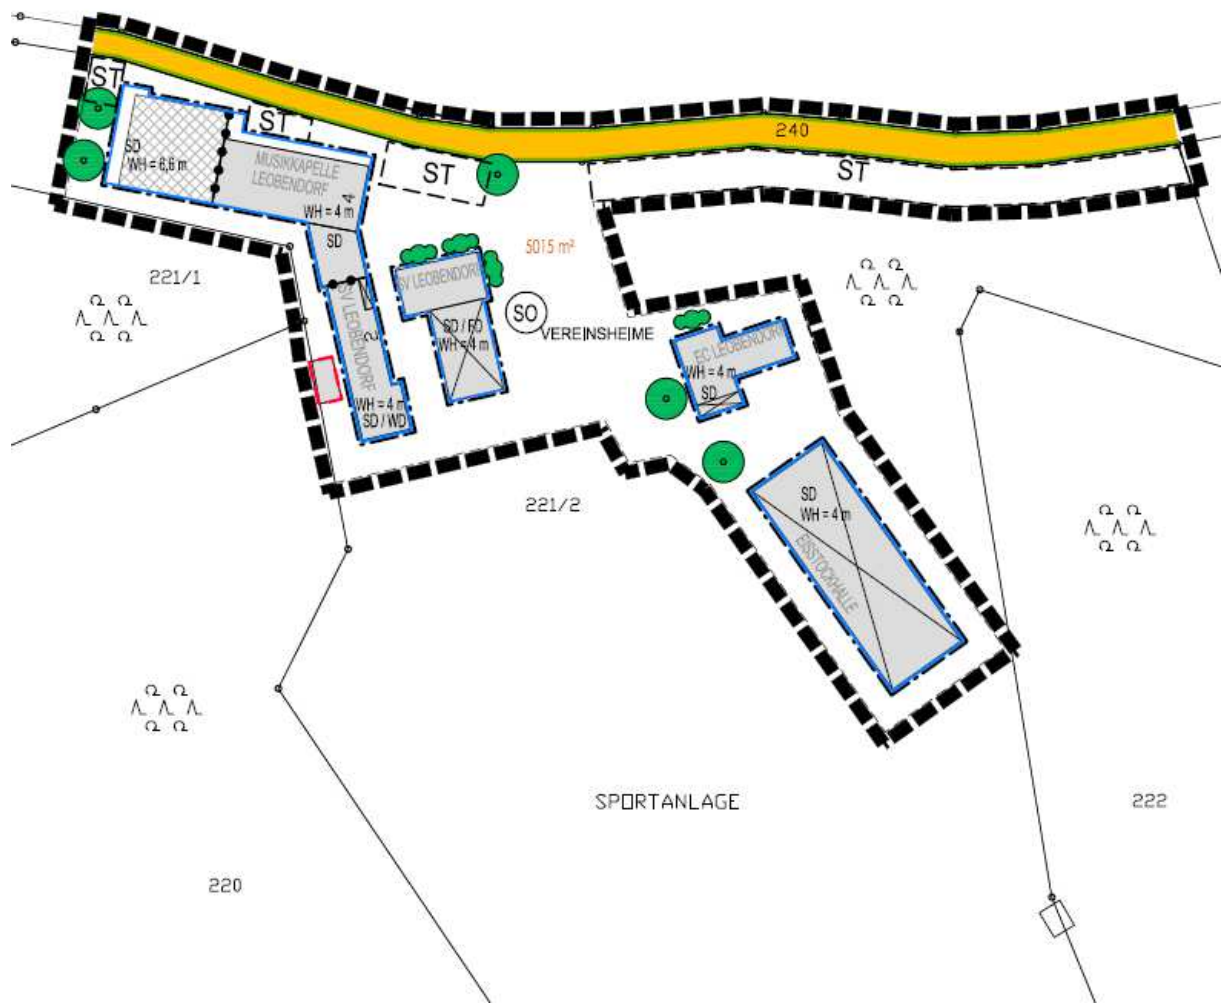 ST
ST
240
ST
ST
SD
WH = 6,6 m
MUSIKKAPELLE
LEOBENDORF
4
WH = 4 m
SD
221/1
5015 m²
SV LEOBENDORF
SO
VEREINSHEIME
SD / FD
WH = 4 m
SV LEOBENDORF
2
WH = 4 m
SD / WD
EC LEOBENDORF
WH = 4 m
SD
221/2
SD
WH = 4 m
EISSTOCKHALLE
SPORTANLAGE
222
220